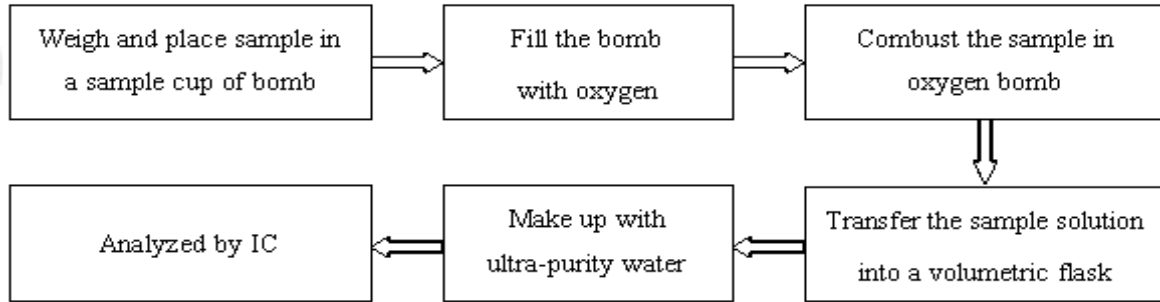 Weigh and place sample in
a sample cup of bomb
Fill the bomb
with oxygen
Combust the sample in
oxygen bomb
Transfer the sample solution
into a volumetric flask
Make up with
ultra-purity water
Analyzed by IC